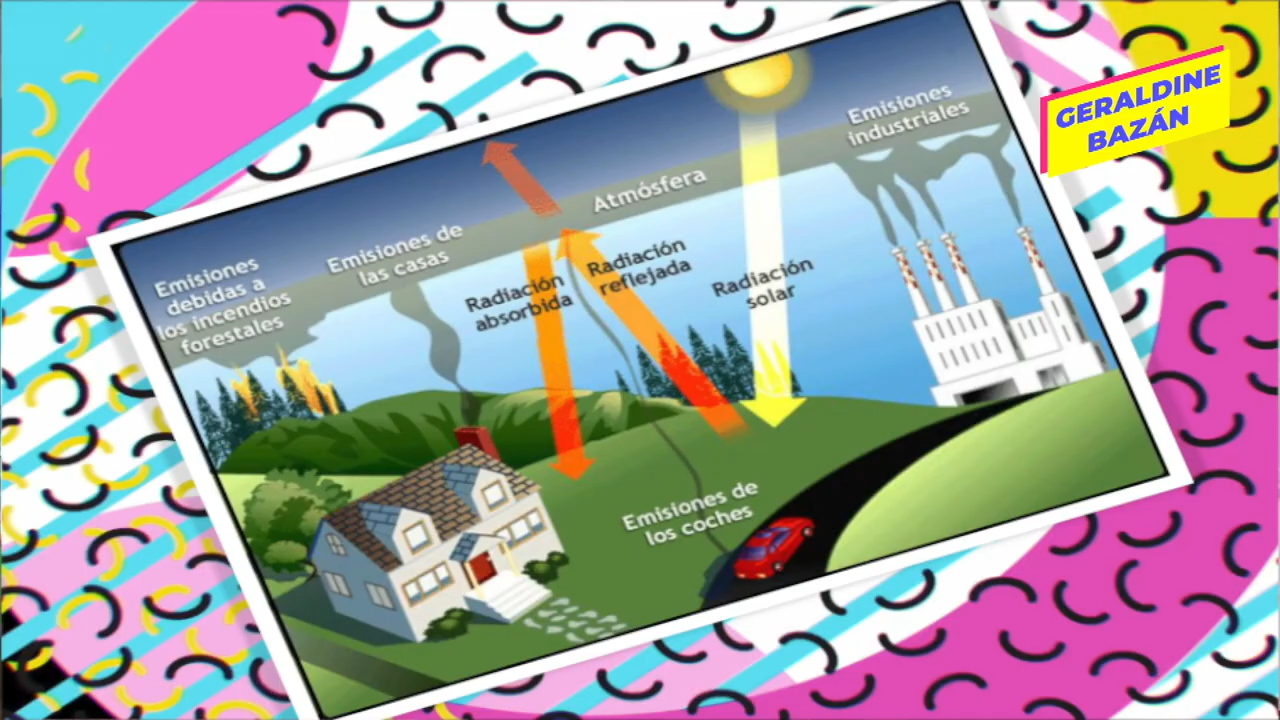 GERALDINE
BAZÁN
Emisiones
industriales
Atmósfera
Emisiones de
las casas
Emisiones
debidas a
los incendios
forestales
Radiación
absorbida
Radiación
reflejada
Radiación
solar
Emisiones de
los coches